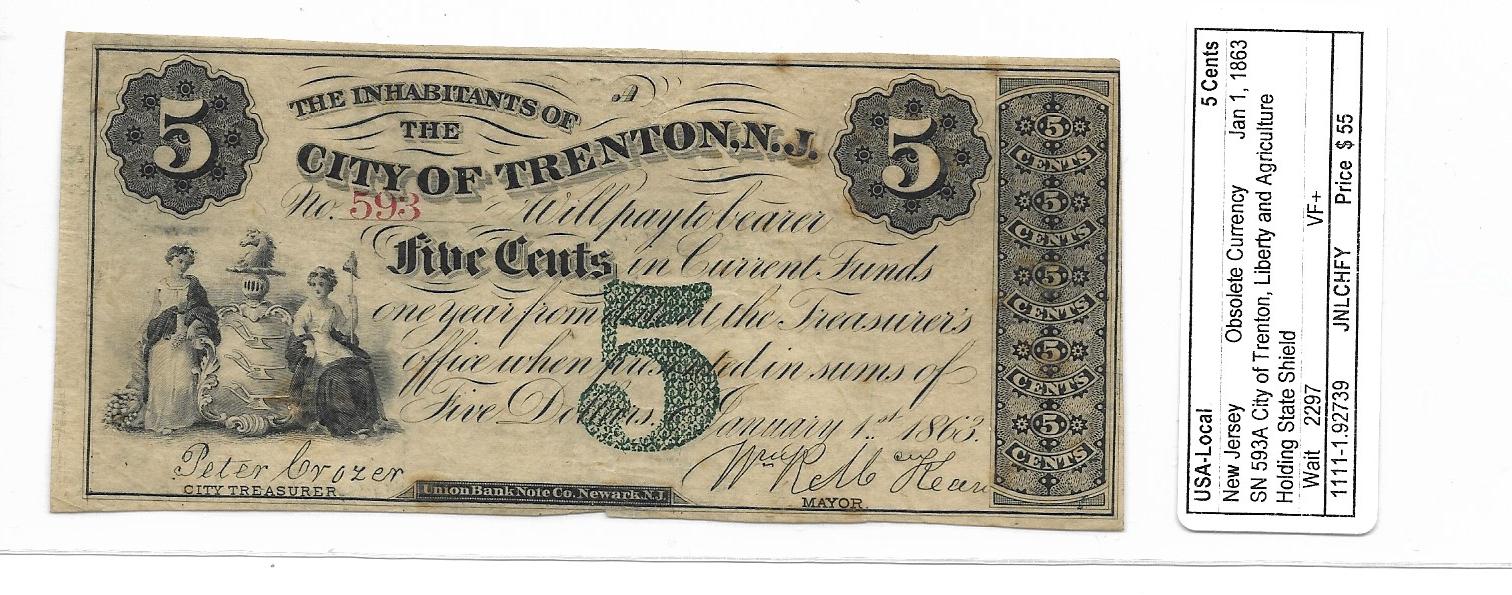 5
THE INHABITANTS OF
A
THE
CITY OF TRENTON, N.J.
5
No. 593 Will pay to bearer
Five Cents in Current Funds
one year from at the Treasurer's
office when presented in sums of
Five Dollars. January 1st 1863.
5
Peter Crozer
CITY TREASURER
Union Bank Note Co. Newark N.J.
Wm R McKean
MAYOR
5
CENTS
5
CENTS
5
CENTS
5
CENTS
5
CENTS
USA-Local 5 Cents
New Jersey Obsolete Currency Jan 1, 1863
SN 593A City of Trenton, Liberty and Agriculture
Holding State Shield
Wait 2297 VF+
1111-1.92739 JNLCHFY Price $ 55